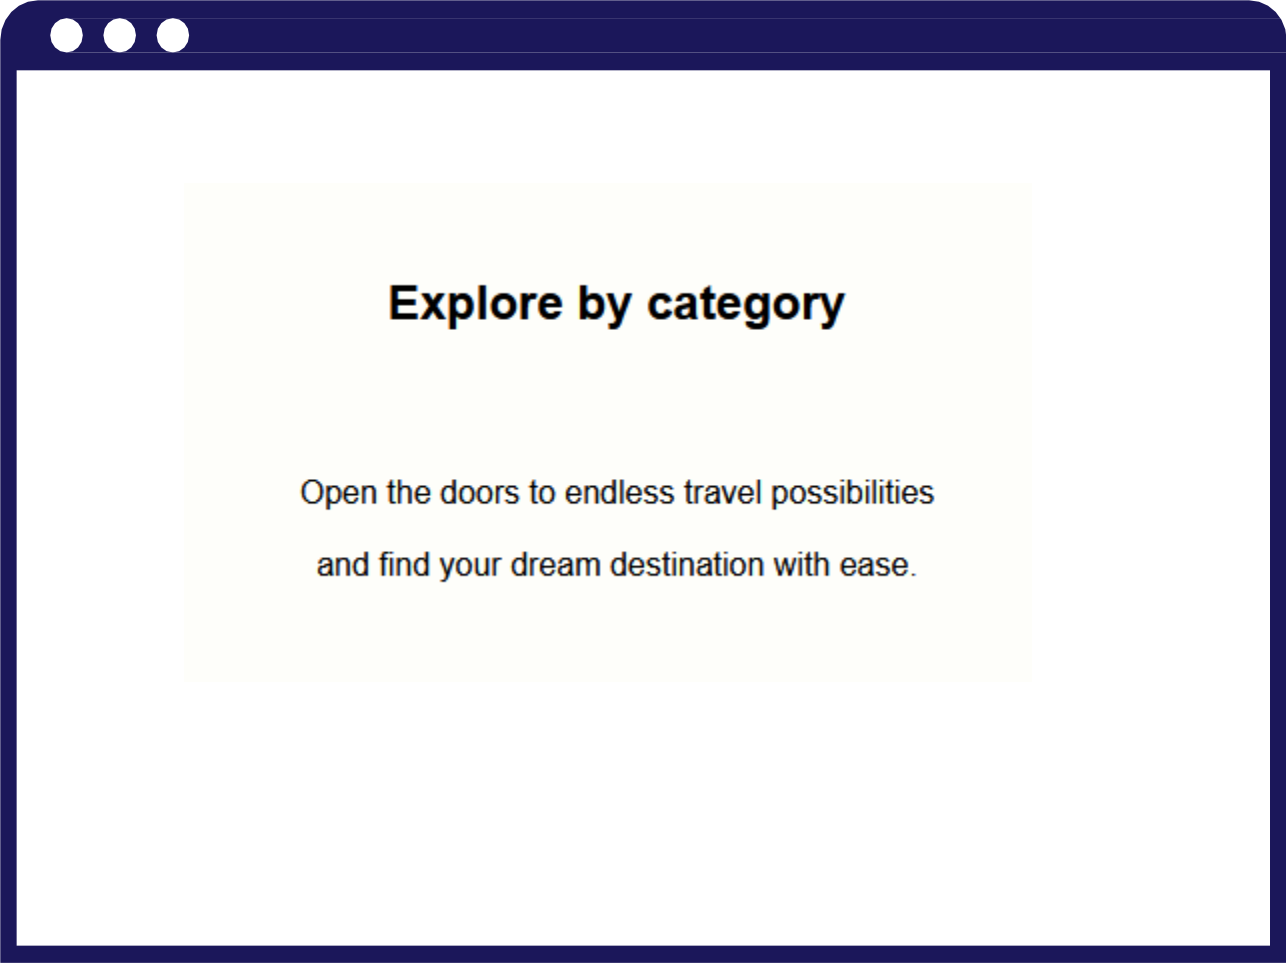 Explore by category
Open the doors to endless travel possibilities
and find your dream destination with ease.